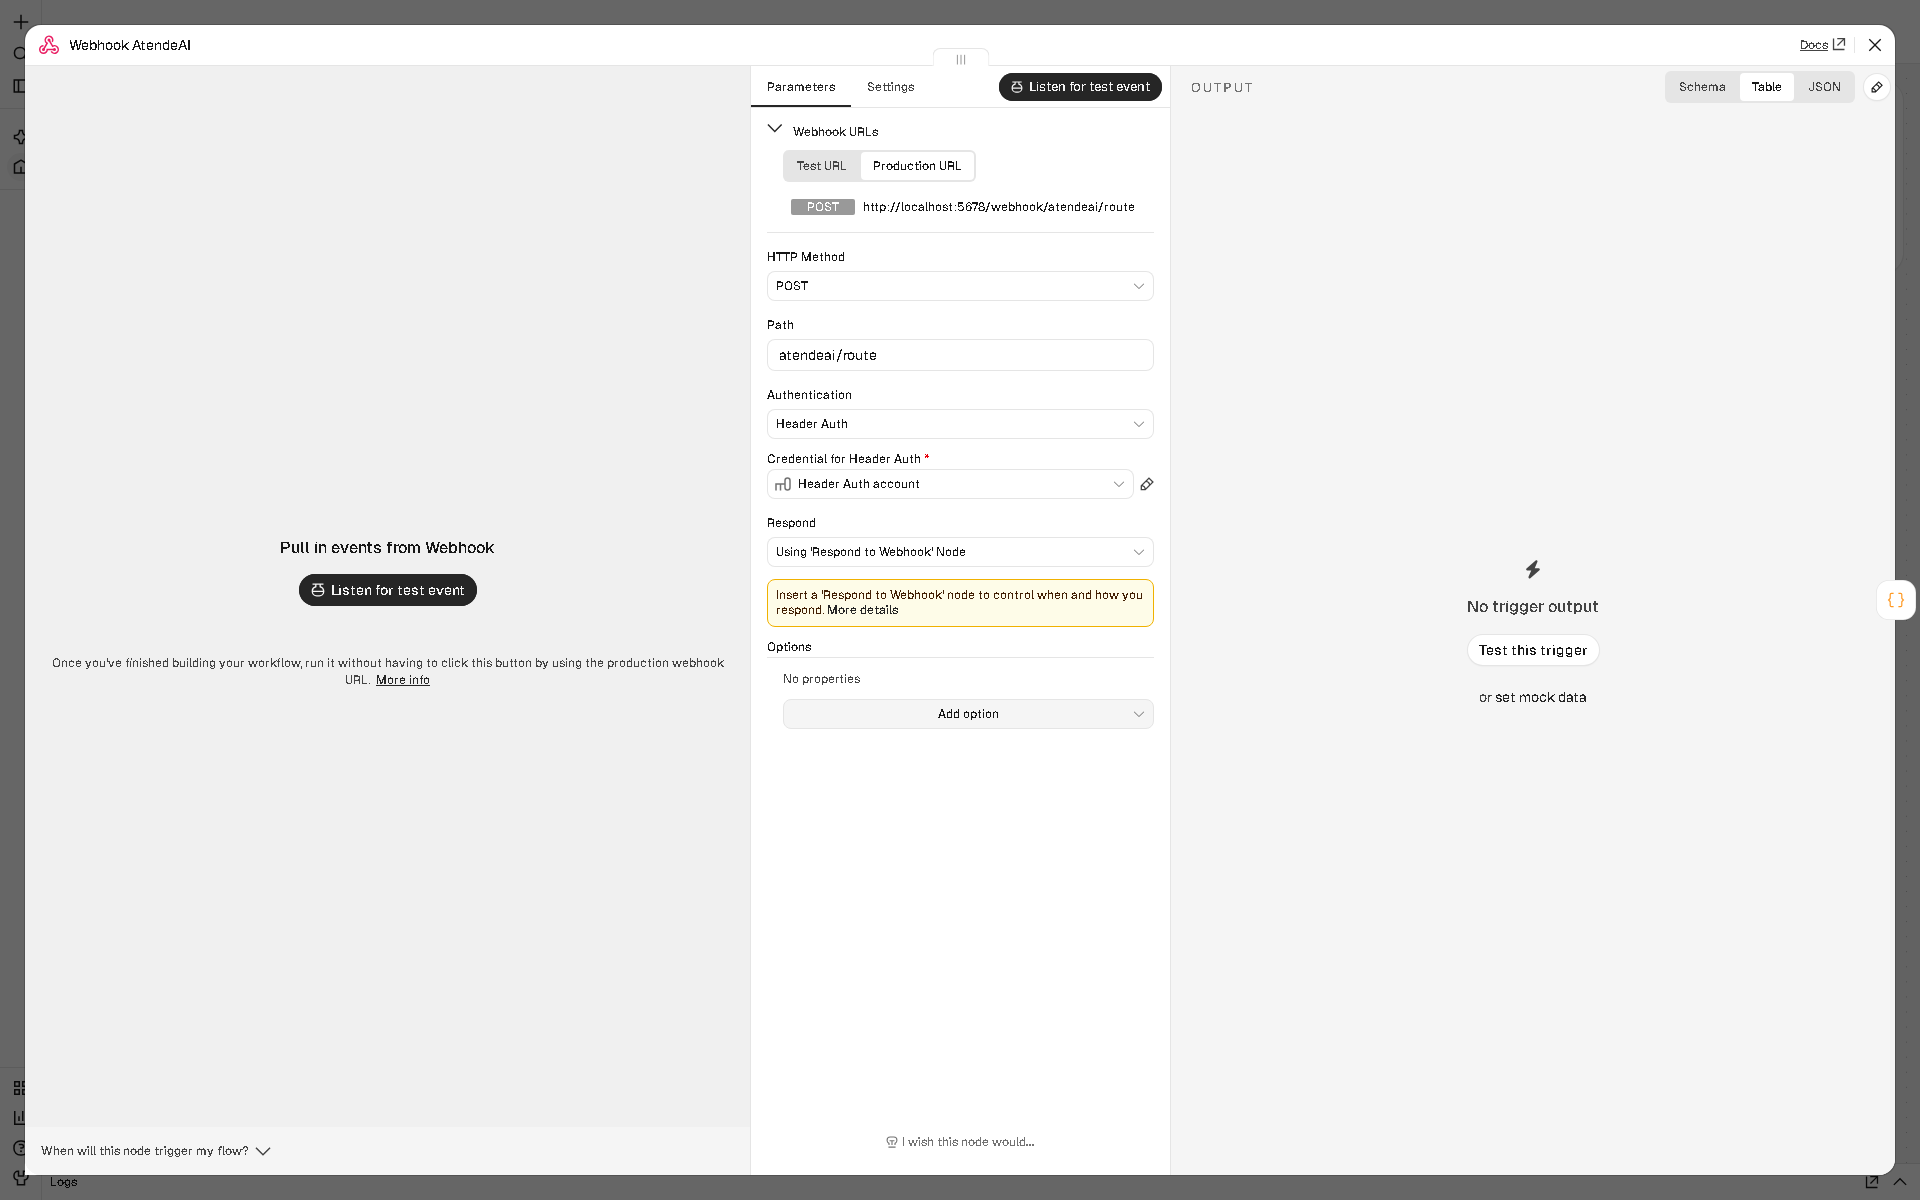 Webhook AtendeAI
Docs
Pull in events from Webhook
Listen for test event
Once you've finished building your workflow, run it without having to click this button by using the production webhook
URL. More info
When will this node trigger my flow?
Parameters
Settings
Listen for test event
Webhook URLs
Test URL
Production URL
POST
http://localhost:5678/webhook/atendeai/route
HTTP Method
POST
Path
atendeai/route
Authentication
Header Auth
Credential for Header Auth *
Header Auth account
Respond
Using 'Respond to Webhook' Node
Insert a 'Respond to Webhook' node to control when and how you
respond. More details
Options
No properties
Add option
I wish this node would...
OUTPUT
Schema
Table
JSON
No trigger output
Test this trigger
or set mock data
Logs